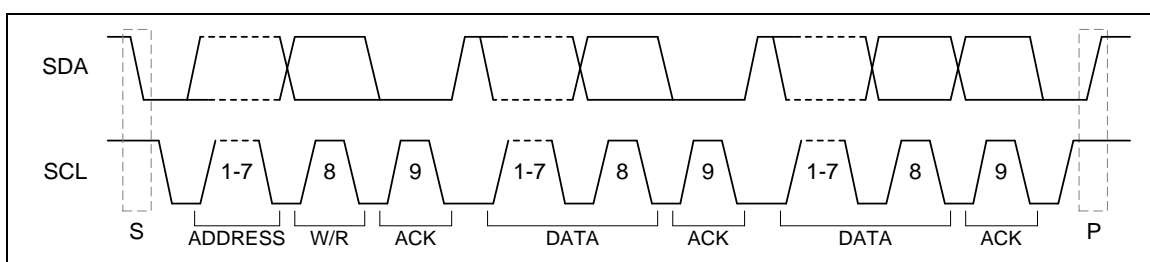 SDA
SCL
1-7 8 9 1-7 8 9 1-7 8 9
S ADDRESS W/R ACK DATA ACK DATA ACK P